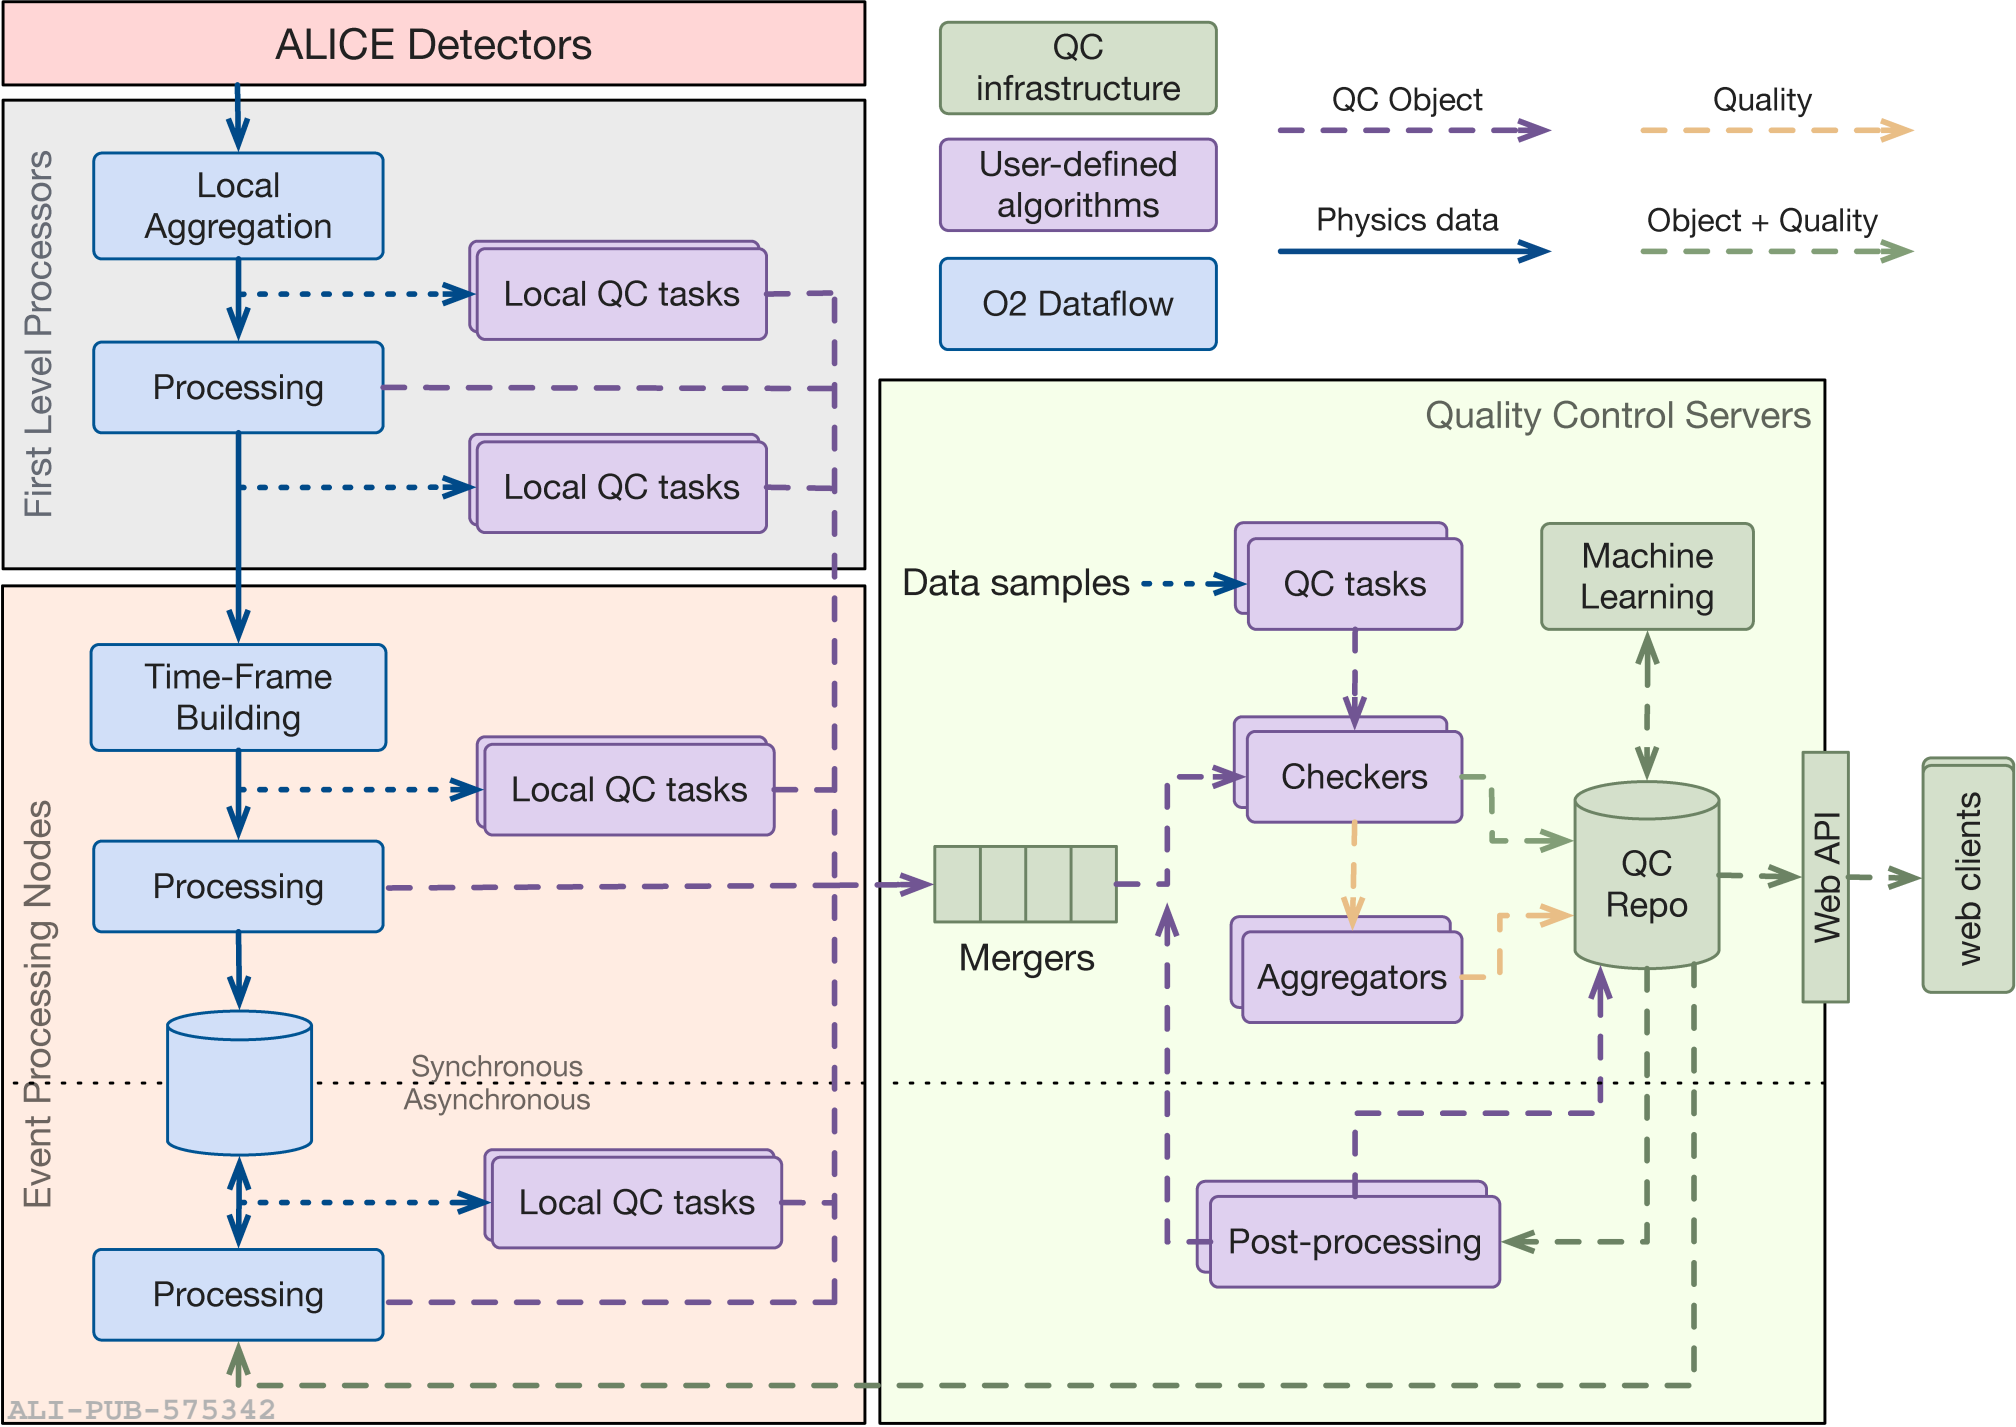 ALICE Detectors
First Level Processors
Local
Aggregation
Local QC tasks
Processing
Local QC tasks
Event Processing Nodes
Time-Frame
Building
Local QC tasks
Processing
Synchronous
Asynchronous
Local QC tasks
Processing
ALI-PUB-575342
QC
infrastructure
User-defined
algorithms
O2 Dataflow
QC Object
Quality
Physics data
Object + Quality
Quality Control Servers
Data samples
QC tasks
Machine
Learning
Checkers
Mergers
Aggregators
QC
Repo
Web API
web clients
Post-processing